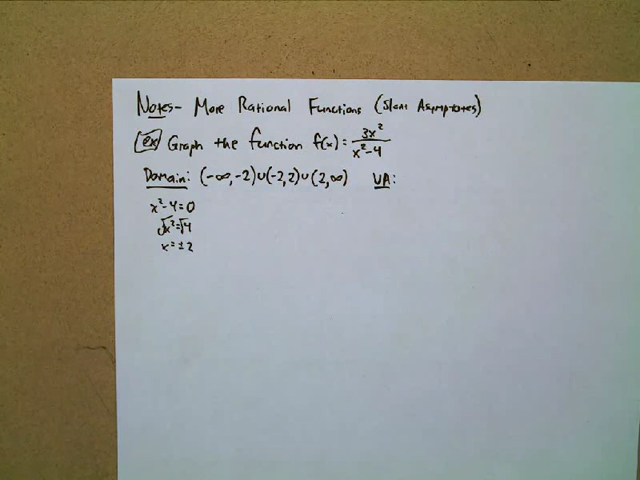 Notes- More Rational Functions (Slant Asymptotes)
ex Graph the function f(x)= 3x²/(x²-4)
Domain: (-∞,-2)∪(-2,2)∪(2,∞) VA:
x²-4=0
√x²=√4
x=±2